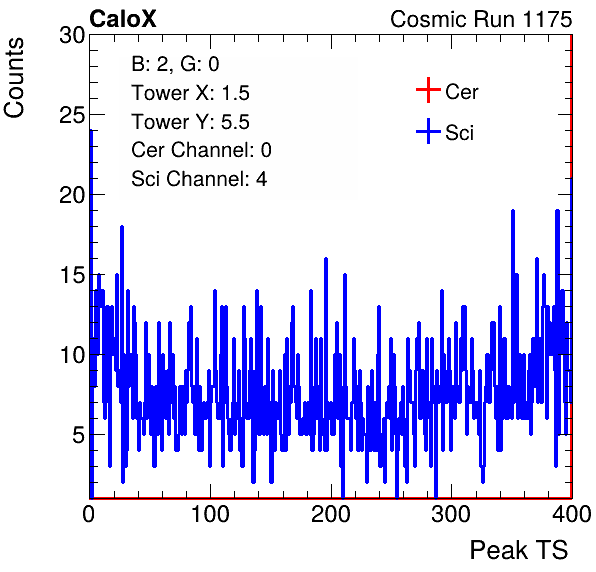 CaloX Cosmic Run 1175
Counts
30
25
20
15
10
5
B: 2, G: 0
Tower X: 1.5
Tower Y: 5.5
Cer Channel: 0
Sci Channel: 4
Cer
Sci
0 100 200 300 400
Peak TS